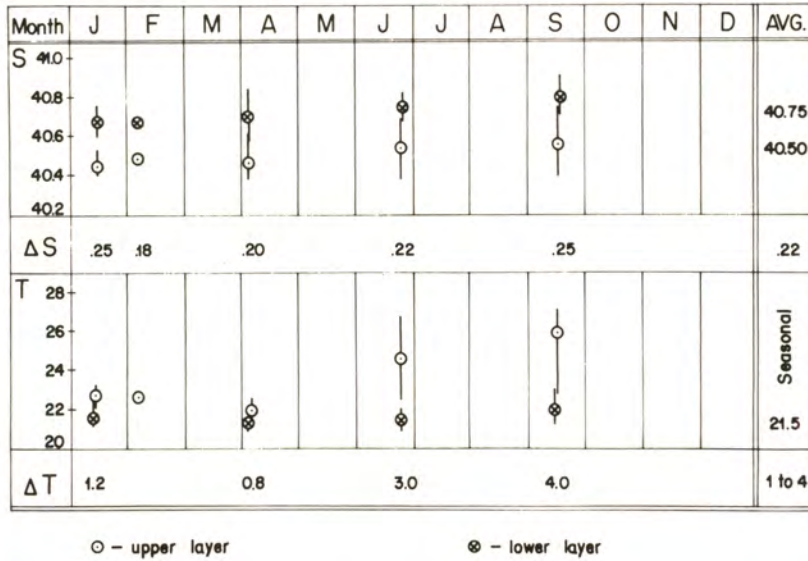 Month J F M A M J J A S O N D AVG.
S 41.0
40.8
40.75
40.6
40.50
40.4
40.2
ΔS .25 .18 .20 .22 .25 .22
T 28
26
Seasonal
24
22
21.5
20
ΔT 1.2 0.8 3.0 4.0 1 to 4
⊙ – upper layer ⊗ – lower layer